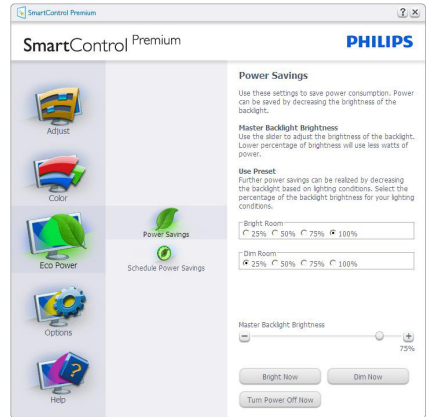 SmartControl Premium
SmartControl Premium
PHILIPS
Adjust
Color
Eco Power
Options
Help
Power Savings
Schedule Power Savings
Power Savings
Use these settings to save power consumption. Power
can be saved by decreasing the brightness of the
backlight.
Master Backlight Brightness
Use the slider to adjust the brightness of the backlight.
Lower percentage of brightness will use less watts of
power.
Use Preset
Further power savings can be realized by decreasing
the backlight based on lighting conditions. Select the
percentage of the backlight brightness for your lighting
conditions.
Bright Room
25% 50% 75% 100%
Dim Room
25% 50% 75% 100%
Master Backlight Brightness
75%
Bright Now Dim Now
Turn Power Off Now